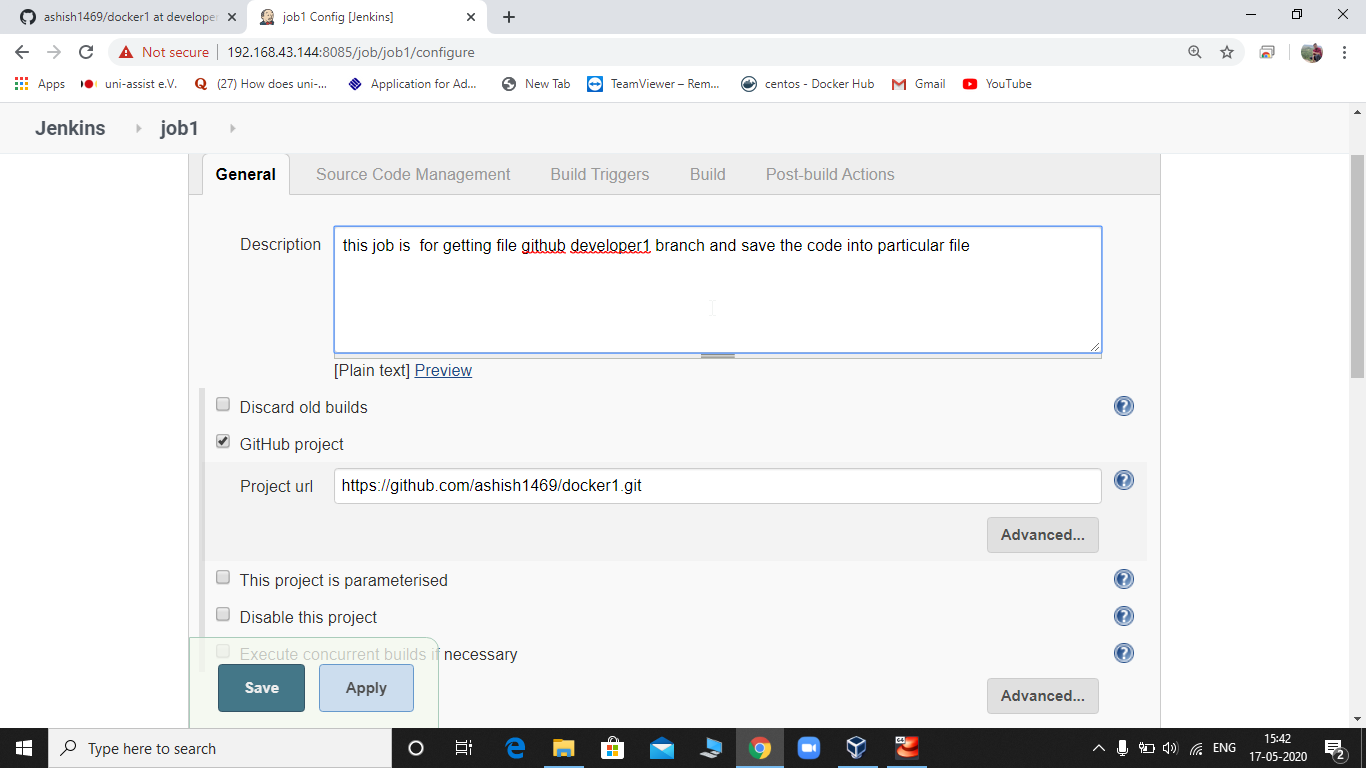 ashish1469/docker1 at develope
job1 Config [Jenkins]
Not secure
192.168.43.144:8085/job/job1/configure
Apps
uni-assist e.V.
(27) How does uni-...
Application for Ad...
New Tab
TeamViewer – Rem...
centos - Docker Hub
Gmail
YouTube
Jenkins
job1
General
Source Code Management
Build Triggers
Build
Post-build Actions
Description
this job is  for getting file github developer1 branch and save the code into particular file
[Plain text] Preview
Discard old builds
GitHub project
Project url
https://github.com/ashish1469/docker1.git
Advanced...
This project is parameterised
Disable this project
Execute concurrent builds if necessary
Save
Apply
Advanced...
Type here to search
ENG
15:42
17-05-2020
2